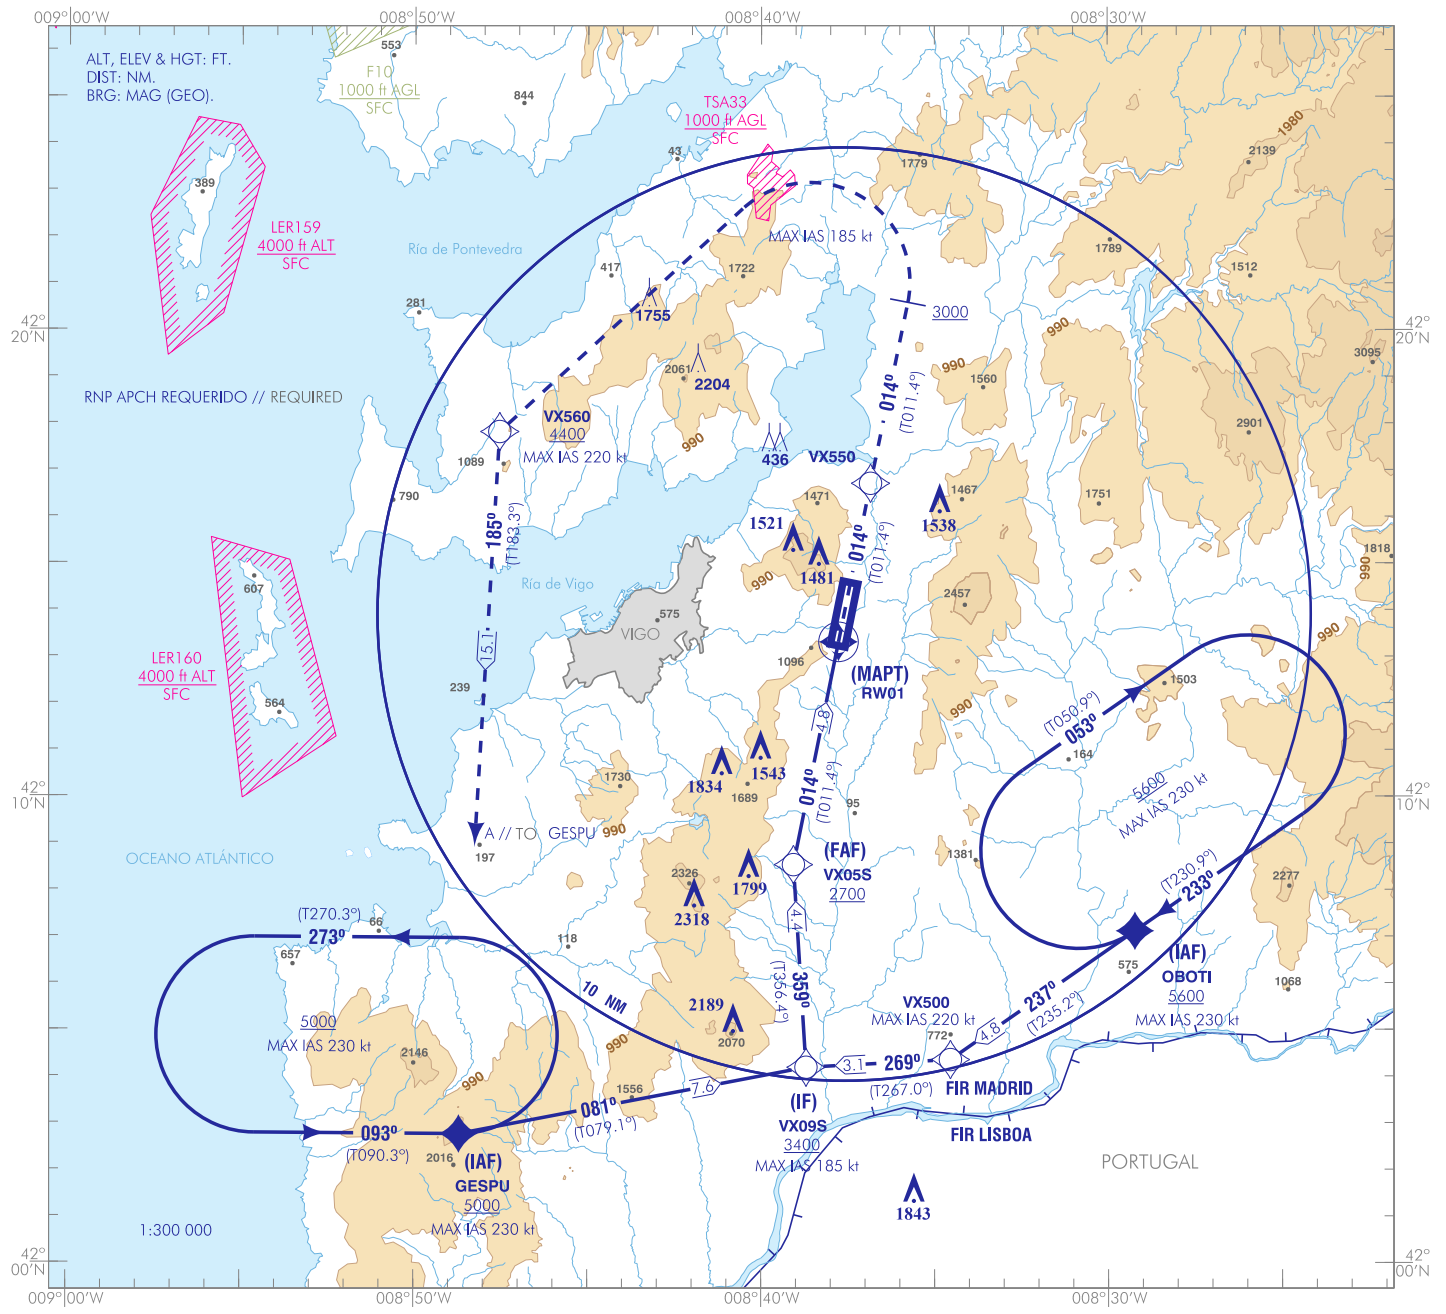 009°00'W
008°50'W
008°40'W
008°30'W
ALT, ELEV & HGT: FT.
DIST: NM.
BRG: MAG (GEO).
553
F10
1000 ft AGL
SFC
844
TSA33
1000 ft AGL
SFC
43
1779
1980
2139
389
LER159
4000 ft ALT
SFC
Ría de Pontevedra
MAX IAS 185 kt
417
1722
1789
1512
281
1755
3000
990
42°
20'N
42°
20'N
2061
2204
990
1560
3095
RNP APCH REQUERIDO // REQUIRED
014°
(T011.4°)
VX560
4400
MAX IAS 220 kt
990
2901
1089
436
VX550
790
1471
1467
1751
1521
1538
185°
(T183.3°)
014°
(T011.4°)
1481
990
1818
990
Ría de Vigo
607
2457
575
VIGO
990
LER160
4000 ft ALT
SFC
15.1
1096
(MAPT)
RW01
1503
239
564
990
(T050.9°)
053°
4.8
164
1543
1834
1730
1689
014°
(T011.4°)
95
5600
MAX IAS 230 kt
42°
10'N
42°
10'N
A // TO GESPU
990
197
OCEANO ATLÁNTICO
(FAF)
VX05S
2700
1381
(T230.9°)
233°
1799
2326
2318
2277
4.4
(T270.3°)
273°
66
118
657
(IAF)
OBOTI
5600
MAX IAS 230 kt
575
1068
359°
(T356.4°)
10 NM
237°
(T235.2°)
4.8
VX500
MAX IAS 220 kt
772
2189
2070
5000
MAX IAS 230 kt
2146
990
990
3.1
269°
(T267.0°)
FIR MADRID
FIR LISBOA
7.6
1556
081°
(T079.1°)
(IF)
VX09S
3400
MAX IAS 185 kt
093°
(T090.3°)
2016
(IAF)
GESPU
5000
MAX IAS 230 kt
PORTUGAL
1843
1:300 000
42°
00'N
42°
00'N
009°00'W
008°50'W
008°40'W
008°30'W